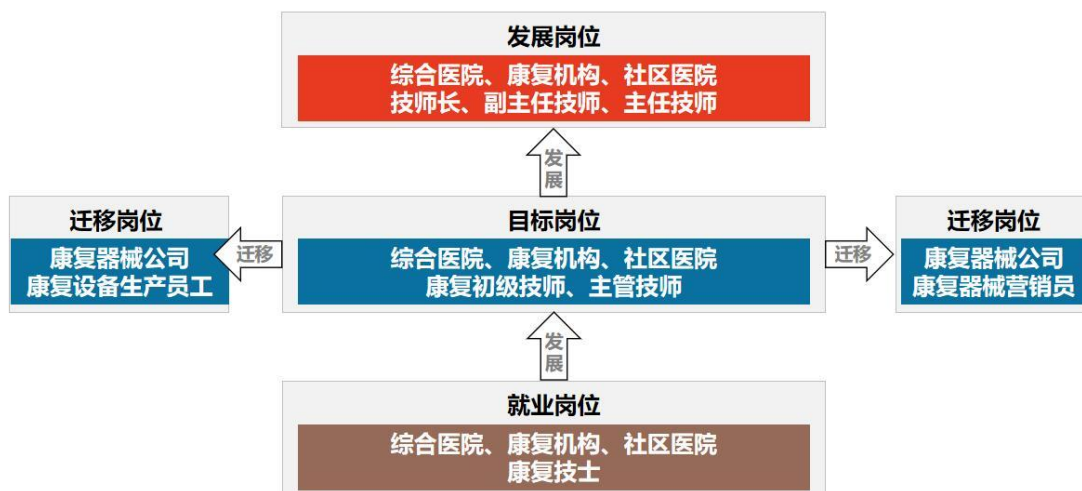 发展岗位
综合医院、康复机构、社区医院
技师长、副主任技师、主任技师
发展
迁移岗位
康复器械公司
康复设备生产员工
迁移
目标岗位
综合医院、康复机构、社区医院
康复初级技师、主管技师
迁移
迁移岗位
康复器械公司
康复器械营销员
发展
就业岗位
综合医院、康复机构、社区医院
康复技士